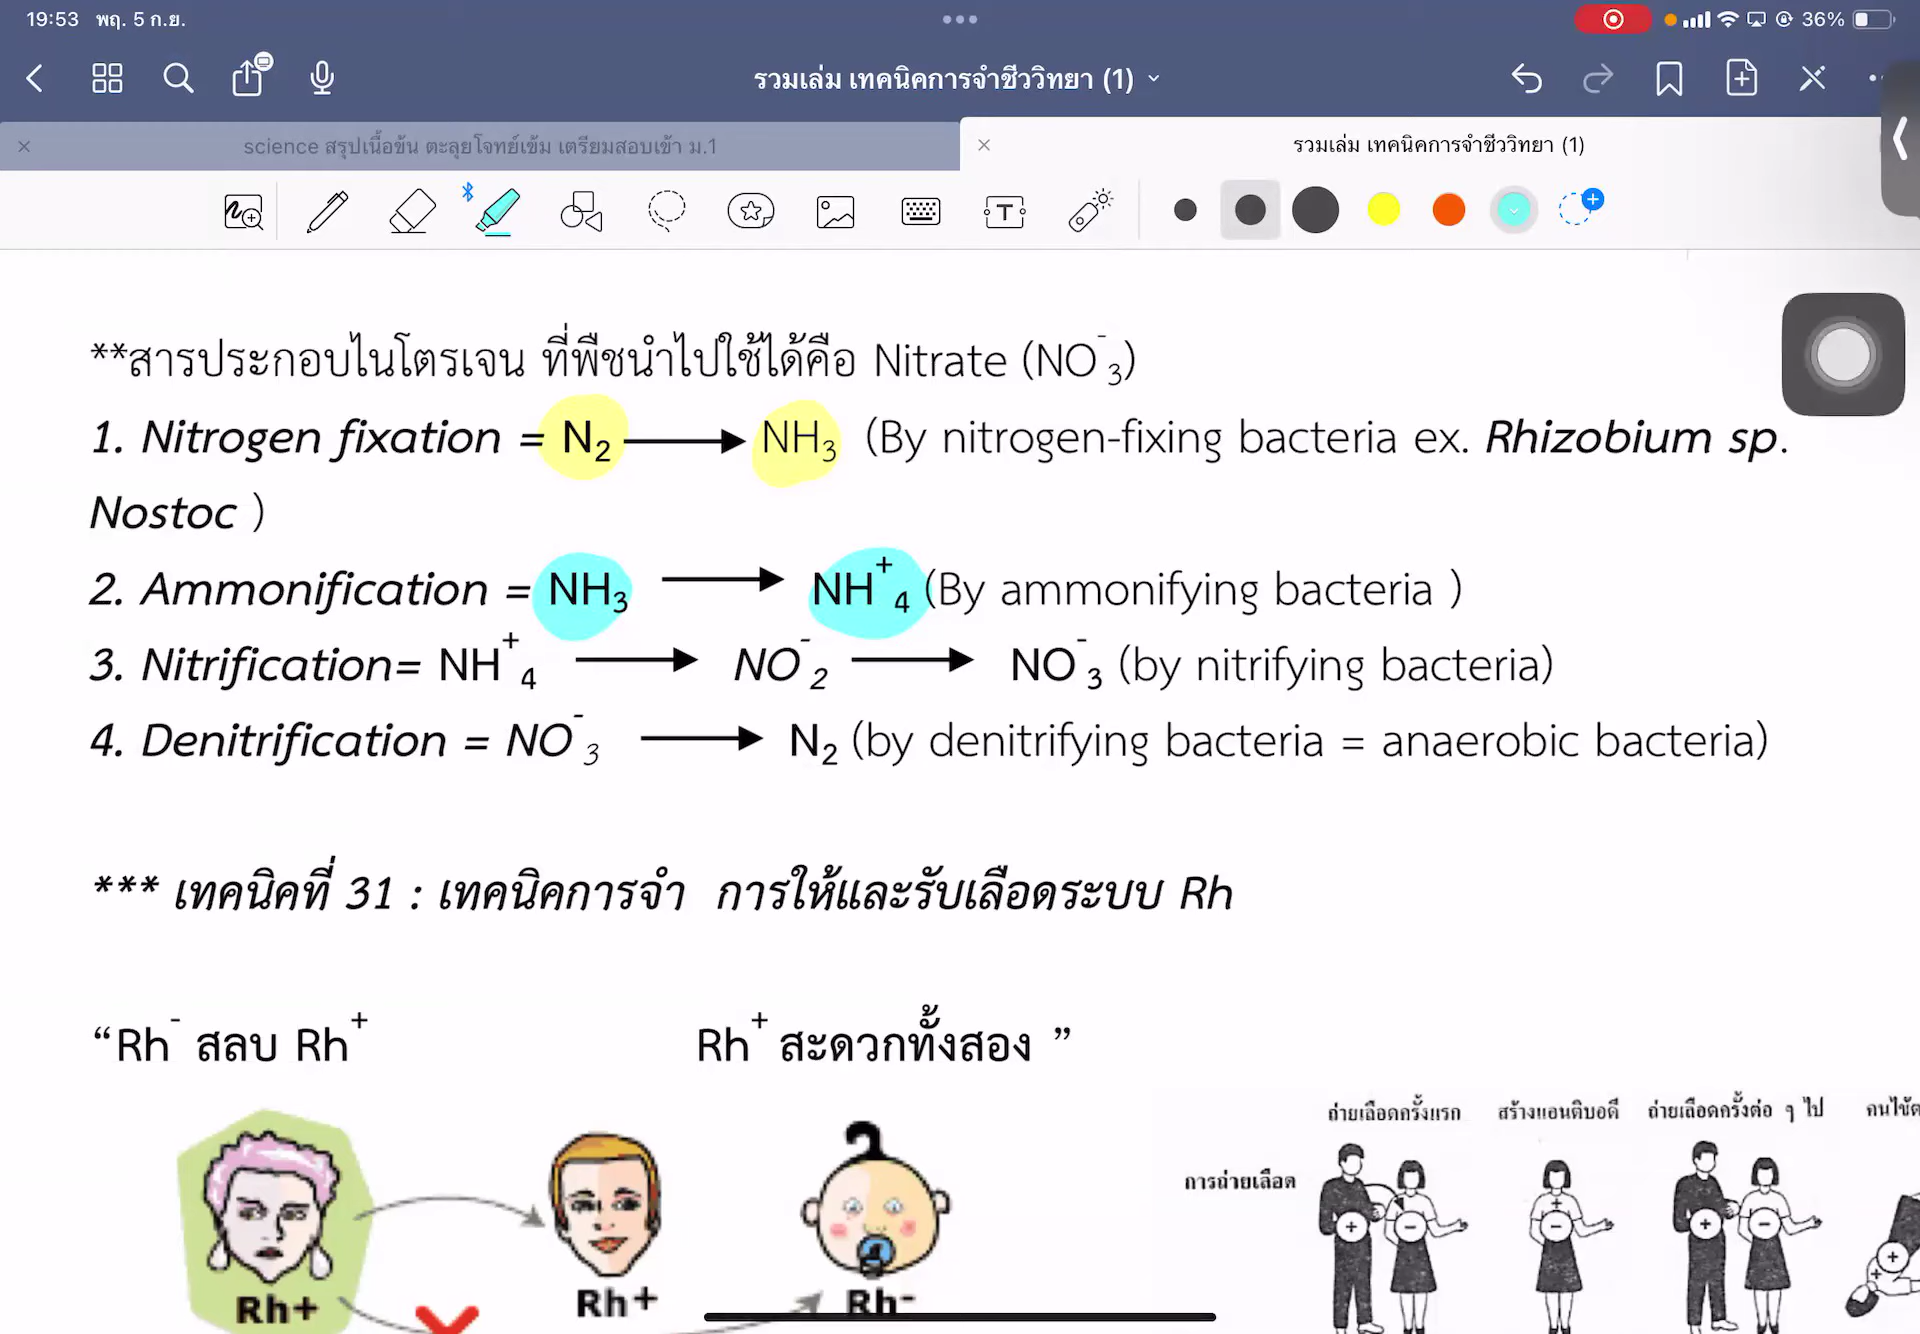 19:53 พฤ. 5 ก.ย.
36%
รวมเล่ม เทคนิคการจำชีววิทยา (1)
science สรุปเนื้อข้น ตะลุยโจทย์เข้ม เตรียมสอบเข้า ม.1
รวมเล่ม เทคนิคการจำชีววิทยา (1)
**สารประกอบไนโตรเจน ที่พืชนำไปใช้ได้คือ Nitrate (NO⁻₃)
1. Nitrogen fixation = N₂ ⟶ NH₃ (By nitrogen-fixing bacteria ex. Rhizobium sp.
Nostoc )
2. Ammonification = NH₃ ⟶ NH⁺₄ (By ammonifying bacteria )
3. Nitrification= NH⁺₄ ⟶ NO⁻₂ ⟶ NO⁻₃ (by nitrifying bacteria)
4. Denitrification = NO⁻₃ ⟶ N₂ (by denitrifying bacteria = anaerobic bacteria)
*** เทคนิคที่ 31 : เทคนิคการจำ การให้และรับเลือดระบบ Rh
“Rh⁻ สลบ Rh⁺ Rh⁺ สะดวกทั้งสอง ”
ถ่ายเลือดครั้งแรก สร้างแอนติบอดี ถ่ายเลือดครั้งต่อ ๆ ไป
การถ่ายเลือด
Rh+ Rh+ Rh-